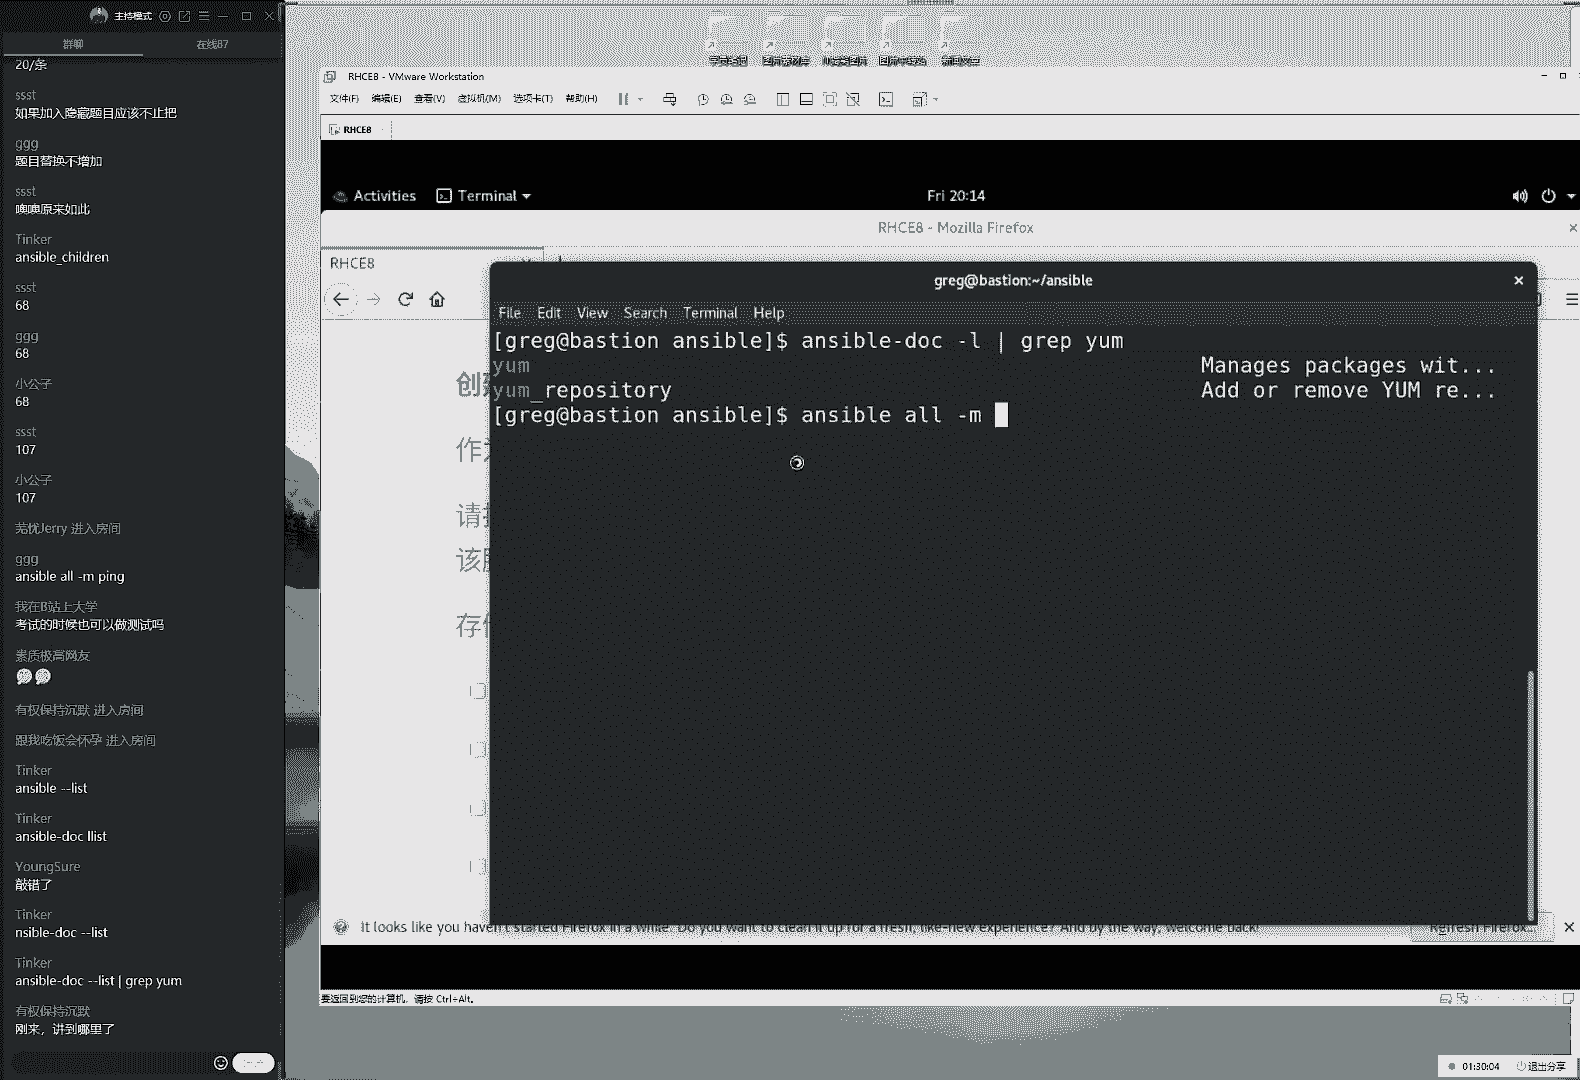 主持模式
群聊
在线87
20/条
ssst
如果加入隐藏题目应该不止把
ggg
题目替换不增加
ssst
噢噢原来如此
Tinker
ansible_children
ssst
68
ggg
68
小公子
68
ssst
107
小公子
107
芜忧Jerry 进入房间
ggg
ansible all -m ping
我在B站上大学
考试的时候也可以做测试吗
素质极高网友
有权保持沉默 进入房间
跟我吃饭会怀孕 进入房间
Tinker
ansible --list
Tinker
ansible-doc llist
YoungSure
敲错了
Tinker
nsible-doc --list
Tinker
ansible-doc --list | grep yum
有权保持沉默
刚来，讲到哪里了
RHCE8 - VMware Workstation
文件(F) 编辑(E) 查看(V) 虚拟机(M) 选项卡(T) 帮助(H)
RHCE8
Activities Terminal Fri 20:14
RHCE8 - Mozilla Firefox
RHCE8
greg@bastion:~/ansible
File Edit View Search Terminal Help
[greg@bastion ansible]$ ansible-doc -l | grep yum
yum Manages packages wit...
yum_repository Add or remove YUM re...
[greg@bastion ansible]$ ansible all -m
创
作
请
该
存
It looks like you haven't started Firefox in a while. Do you want to clean it up for a fresh, like-new experience? And by the way, welcome back!
Refresh Firefox...
要返回到您的计算机，请按 Ctrl+Alt。
01:30:04 退出分享